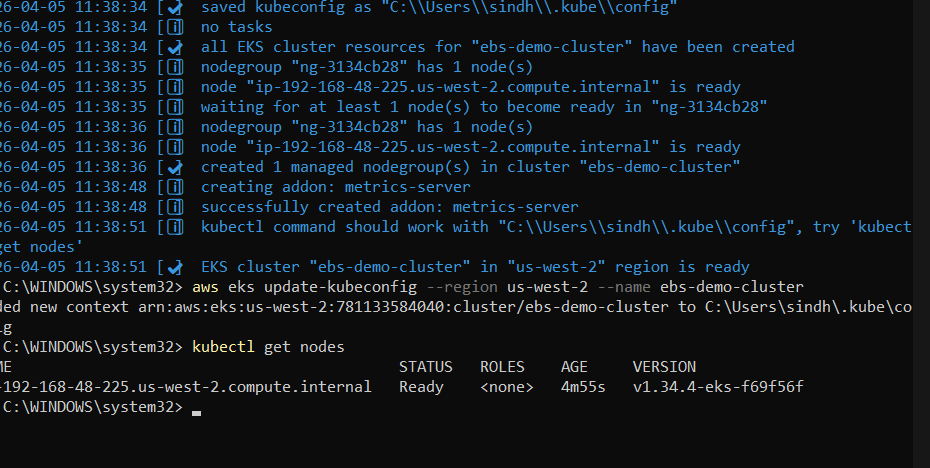 26-04-05 11:38:34 [✔] saved kubeconfig as "C:\\Users\\sindh\\.kube\\config"
26-04-05 11:38:34 [ℹ] no tasks
26-04-05 11:38:34 [✔] all EKS cluster resources for "ebs-demo-cluster" have been created
26-04-05 11:38:35 [ℹ] nodegroup "ng-3134cb28" has 1 node(s)
26-04-05 11:38:35 [ℹ] node "ip-192-168-48-225.us-west-2.compute.internal" is ready
26-04-05 11:38:35 [ℹ] waiting for at least 1 node(s) to become ready in "ng-3134cb28"
26-04-05 11:38:36 [ℹ] nodegroup "ng-3134cb28" has 1 node(s)
26-04-05 11:38:36 [ℹ] node "ip-192-168-48-225.us-west-2.compute.internal" is ready
26-04-05 11:38:36 [✔] created 1 managed nodegroup(s) in cluster "ebs-demo-cluster"
26-04-05 11:38:48 [ℹ] creating addon: metrics-server
26-04-05 11:38:48 [ℹ] successfully created addon: metrics-server
26-04-05 11:38:51 [ℹ] kubectl command should work with "C:\\Users\\sindh\\.kube\\config", try 'kubect
get nodes'
26-04-05 11:38:51 [✔] EKS cluster "ebs-demo-cluster" in "us-west-2" region is ready
C:\WINDOWS\system32> aws eks update-kubeconfig --region us-west-2 --name ebs-demo-cluster
ded new context arn:aws:eks:us-west-2:781133584040:cluster/ebs-demo-cluster to C:\Users\sindh\.kube\co
ig
C:\WINDOWS\system32> kubectl get nodes
ME STATUS ROLES AGE VERSION
-192-168-48-225.us-west-2.compute.internal Ready <none> 4m55s v1.34.4-eks-f69f56f
C:\WINDOWS\system32>